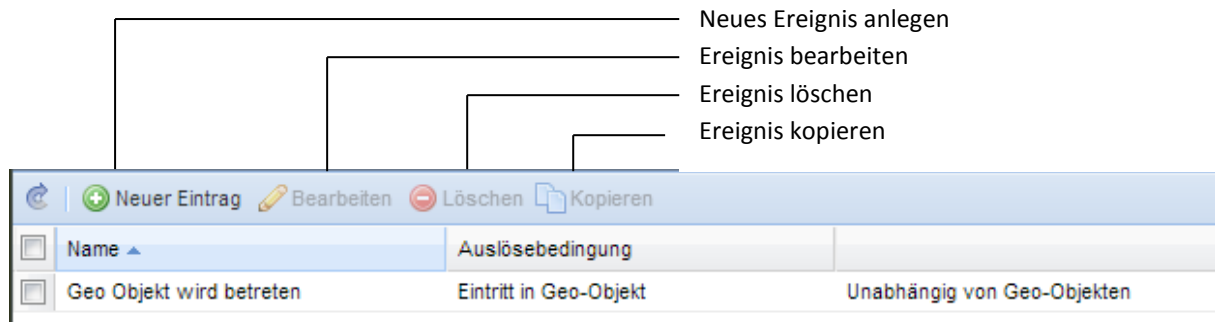 Neues Ereignis anlegen
Ereignis bearbeiten
Ereignis löschen
Ereignis kopieren
Neuer Eintrag Bearbeiten Löschen Kopieren
Name Auslösebedingung
Geo Objekt wird betreten Eintritt in Geo-Objekt Unabhängig von Geo-Objekten